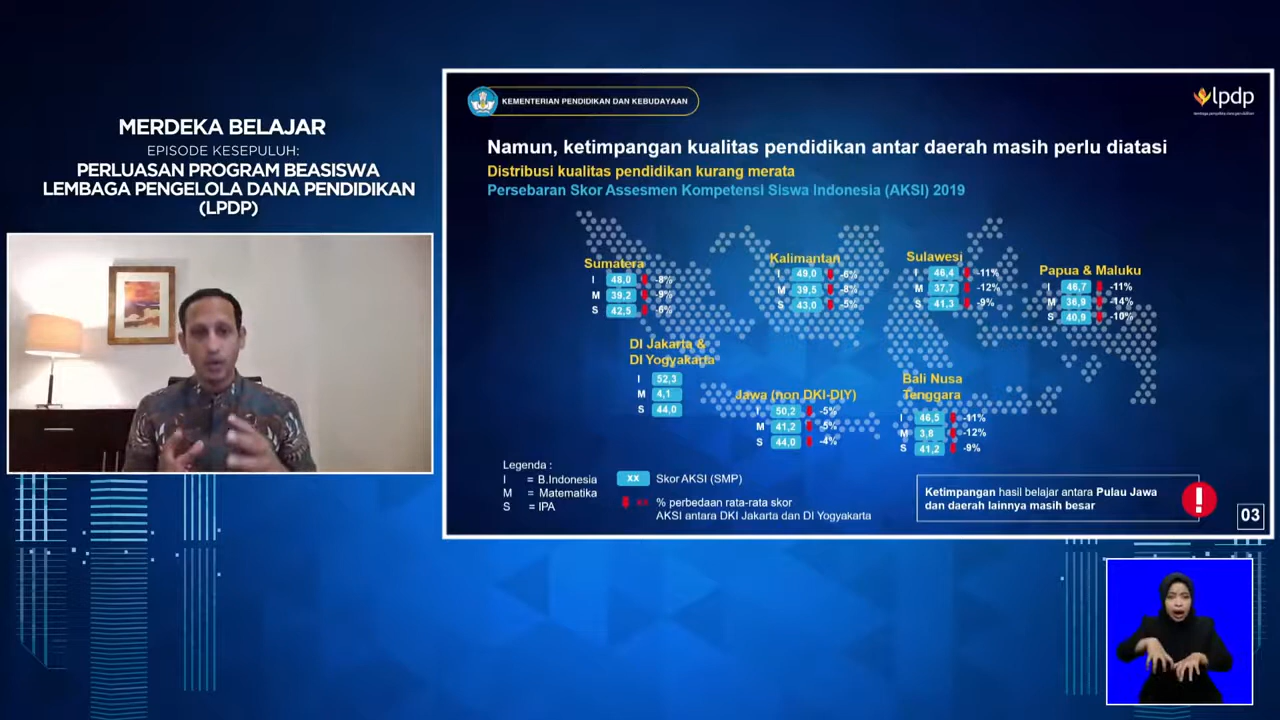 MERDEKA BELAJAR
EPISODE KESEPULUH:
PERLUASAN PROGRAM BEASISWA
LEMBAGA PENGELOLA DANA PENDIDIKAN
(LPDP)
KEMENTERIAN PENDIDIKAN DAN KEBUDAYAAN
lpdp
lembaga pengelola dana pendidikan
Namun, ketimpangan kualitas pendidikan antar daerah masih perlu diatasi
Distribusi kualitas pendidikan kurang merata
Persebaran Skor Assesmen Kompetensi Siswa Indonesia (AKSI) 2019
Sumatera
I 48,0 -8%
M 39,2 -9%
S 42,5 -6%
Kalimantan
I 49,0 -6%
M 39,5 -8%
S 43,0 -5%
Sulawesi
I 46,4 -11%
M 37,7 -12%
S 41,3 -9%
Papua & Maluku
I 46,7 -11%
M 36,9 -14%
S 40,9 -10%
DI Jakarta &
DI Yogyakarta
I 52,3
M 4,1
S 44,0
Jawa (non DKI-DIY)
I 50,2 -5%
M 41,2 -5%
S 44,0 -4%
Bali Nusa
Tenggara
I 46,5 -11%
M 3,8 -12%
S 41,2 -9%
Legenda :
I = B.Indonesia
M = Matematika
S = IPA
xx Skor AKSI (SMP)
xx % perbedaan rata-rata skor
AKSI antara DKI Jakarta dan DI Yogyakarta
Ketimpangan hasil belajar antara Pulau Jawa
dan daerah lainnya masih besar
!
03